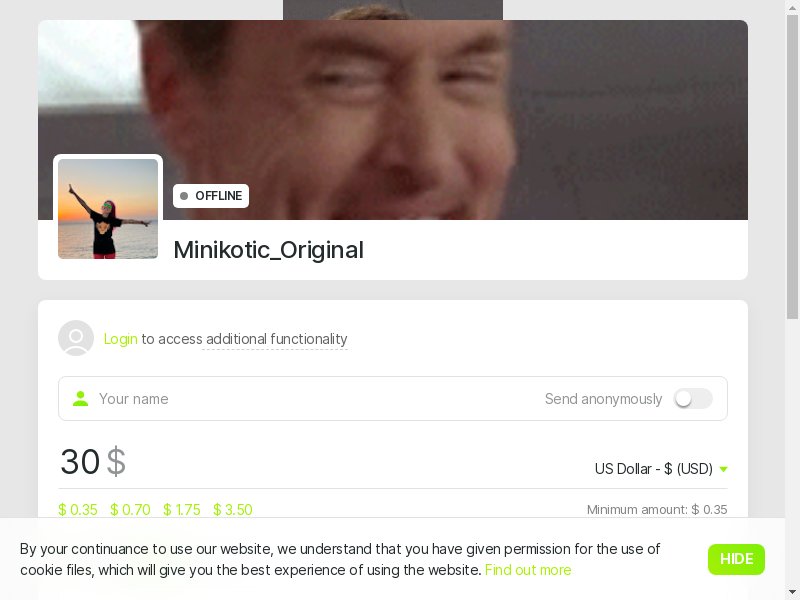 OFFLINE
Minikotic_Original
Login to access additional functionality
Your name
Send anonymously
30 $
US Dollar - $ (USD)
$ 0.35 $ 0.70 $ 1.75 $ 3.50
Minimum amount: $ 0.35
By your continuance to use our website, we understand that you have given permission for the use of
cookie files, which will give you the best experience of using the website. Find out more
HIDE